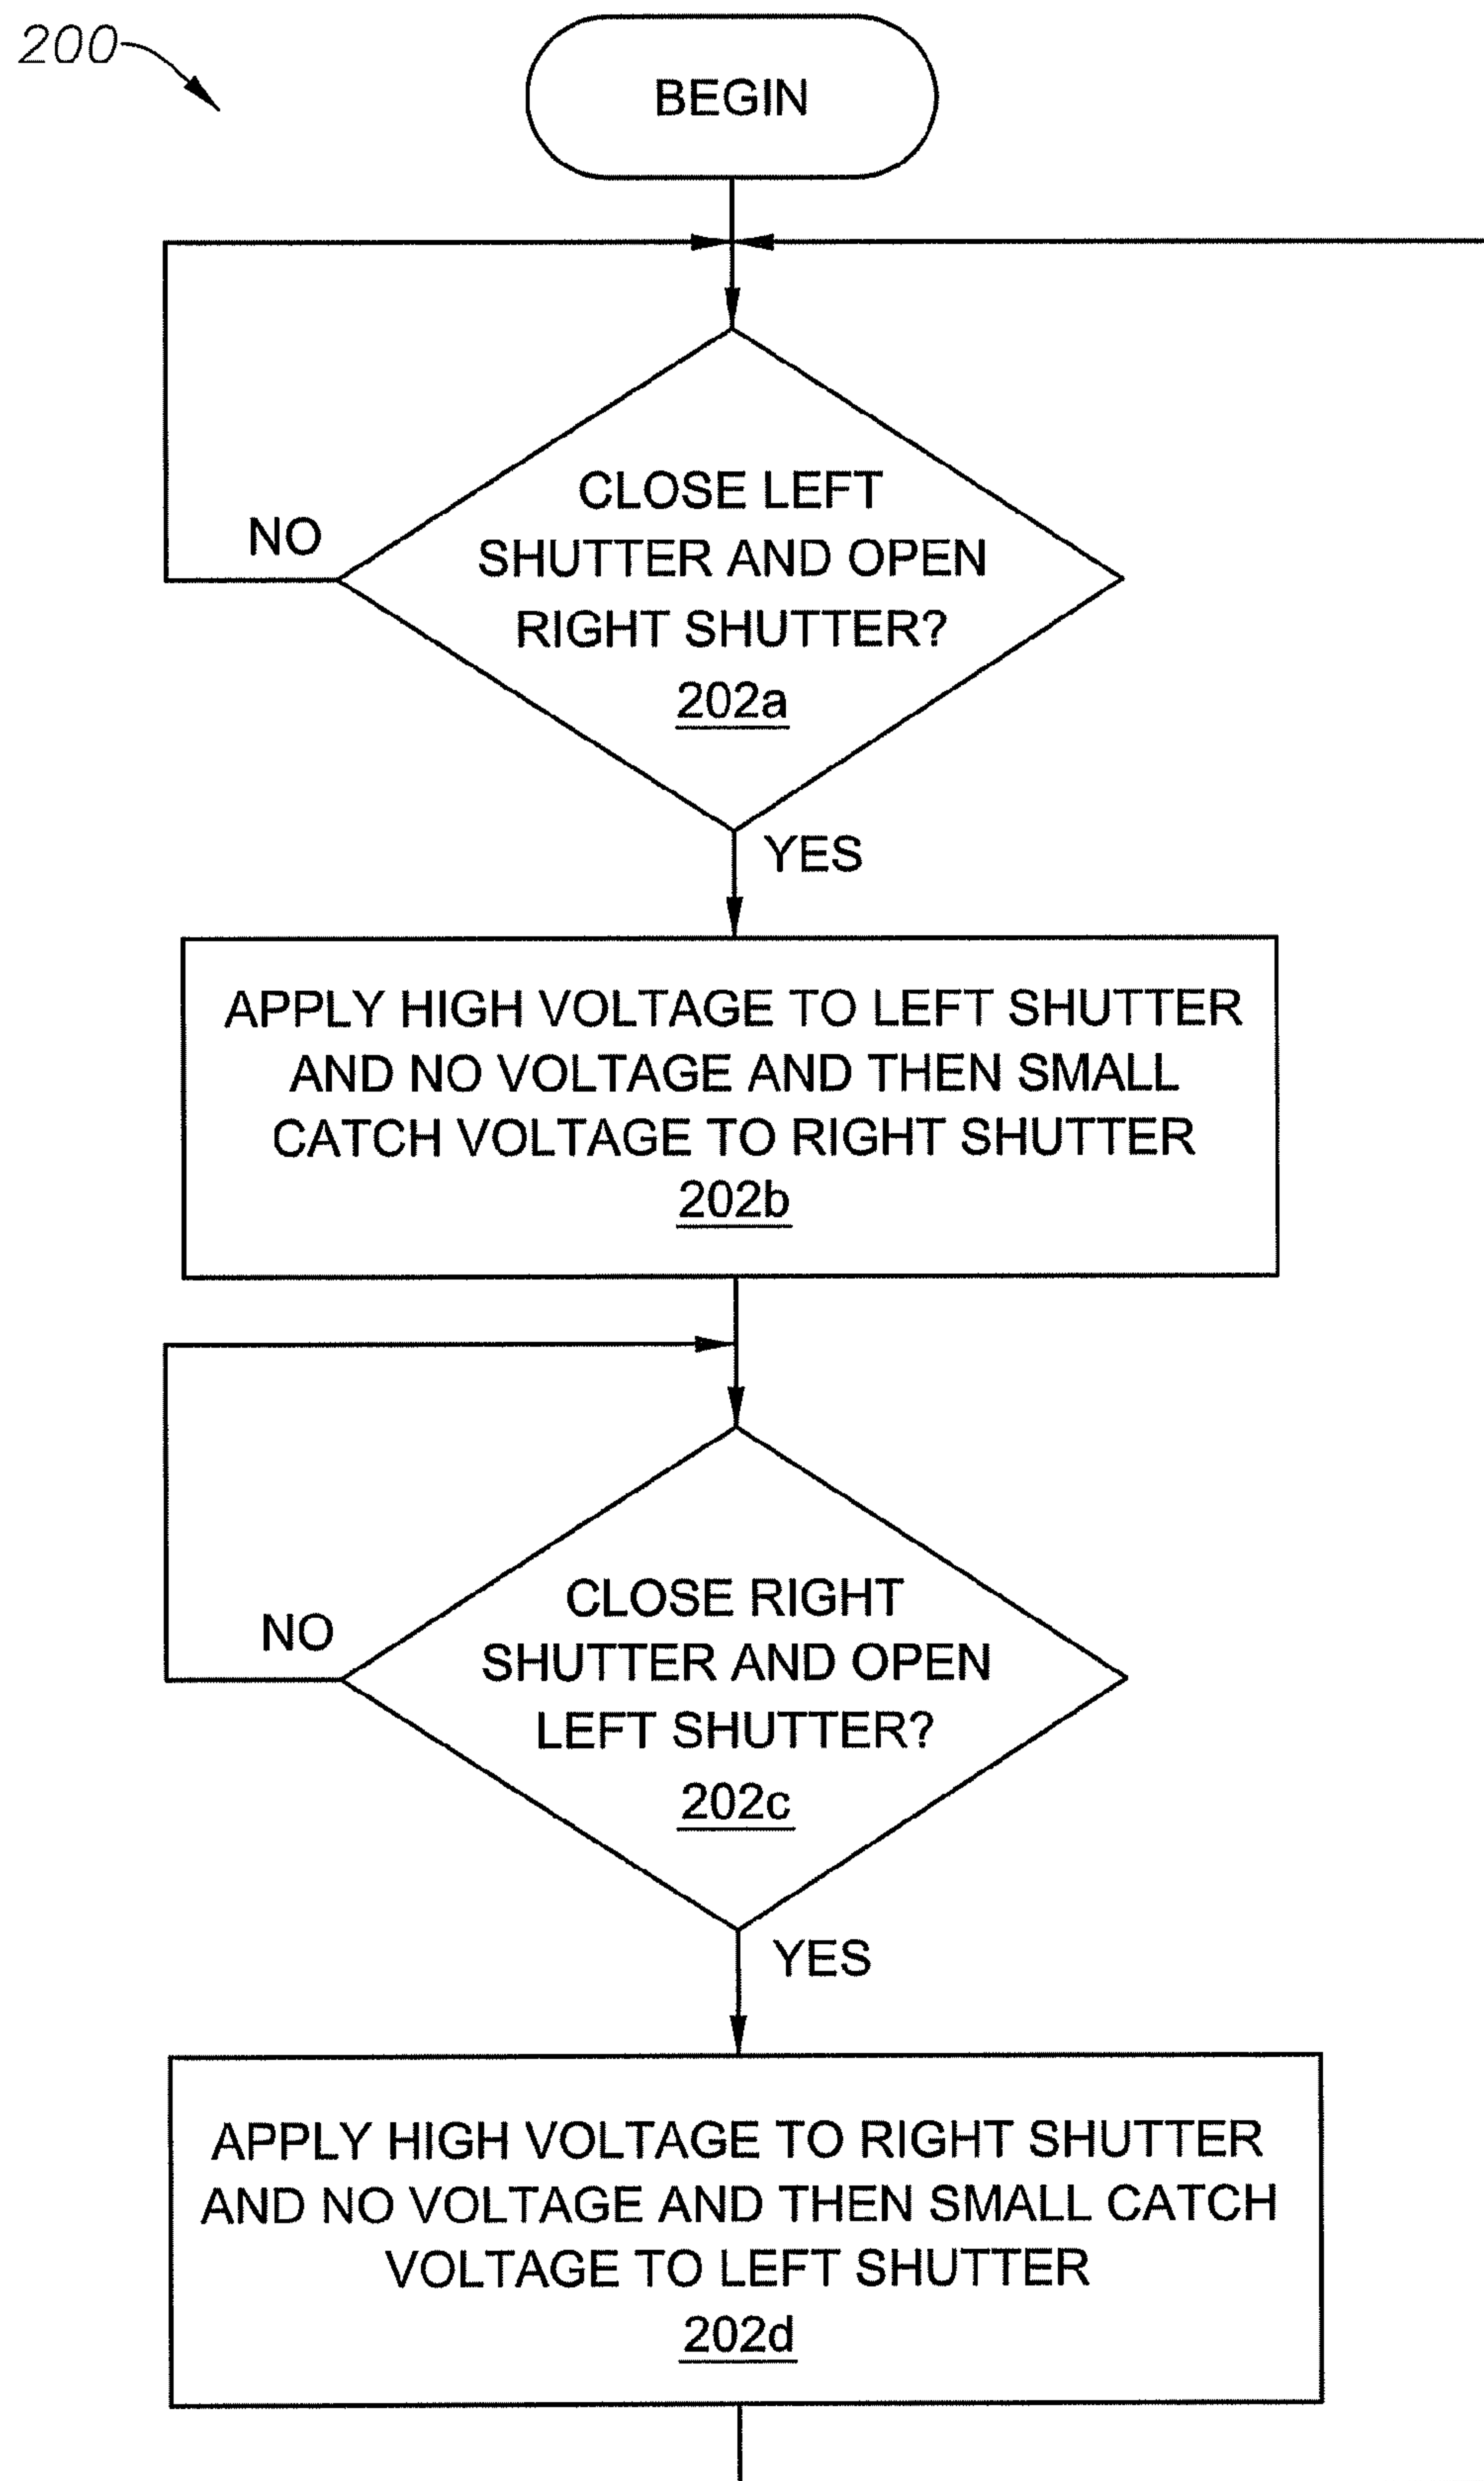 200
BEGIN
CLOSE LEFT
SHUTTER AND OPEN
RIGHT SHUTTER?
202a
NO
YES
APPLY HIGH VOLTAGE TO LEFT SHUTTER
AND NO VOLTAGE AND THEN SMALL
CATCH VOLTAGE TO RIGHT SHUTTER
202b
CLOSE RIGHT
SHUTTER AND OPEN
LEFT SHUTTER?
202c
NO
YES
APPLY HIGH VOLTAGE TO RIGHT SHUTTER
AND NO VOLTAGE AND THEN SMALL CATCH
VOLTAGE TO LEFT SHUTTER
202d